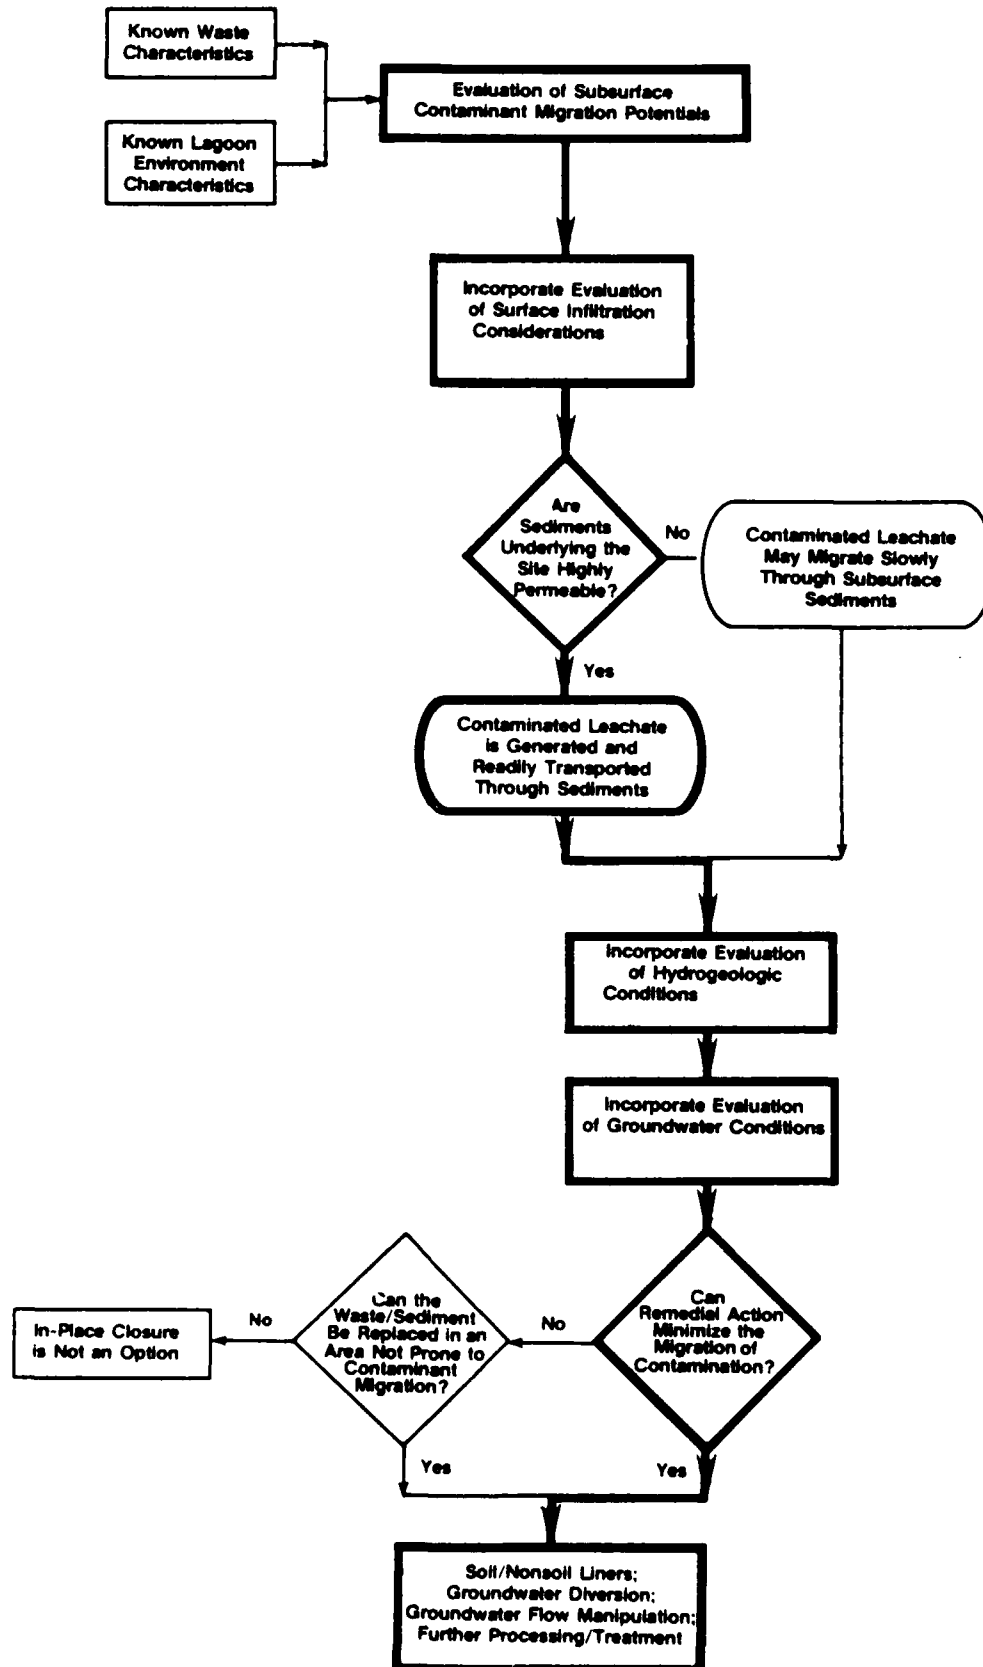 Known Waste
Characteristics
Known Lagoon
Environment
Characteristics
Evaluation of Subsurface
Contaminant Migration Potentials
Incorporate Evaluation
of Surface Infiltration
Considerations
Are
Sediments
Underlying the
Site Highly
Permeable?
No
Contaminated Leachate
May Migrate Slowly
Through Subsurface
Sediments
Yes
Contaminated Leachate
is Generated and
Readily Transported
Through Sediments
Incorporate Evaluation
of Hydrogeologic
Conditions
Incorporate Evaluation
of Groundwater Conditions
Can
Remedial Action
Minimize the
Migration of
Contamination?
No
Can the
Waste/Sediment
Be Replaced in an
Area Not Prone to
Contaminant
Migration?
No
In-Place Closure
is Not an Option
Yes
Yes
Soil/Nonsoil Liners;
Groundwater Diversion;
Groundwater Flow Manipulation;
Further Processing/Treatment